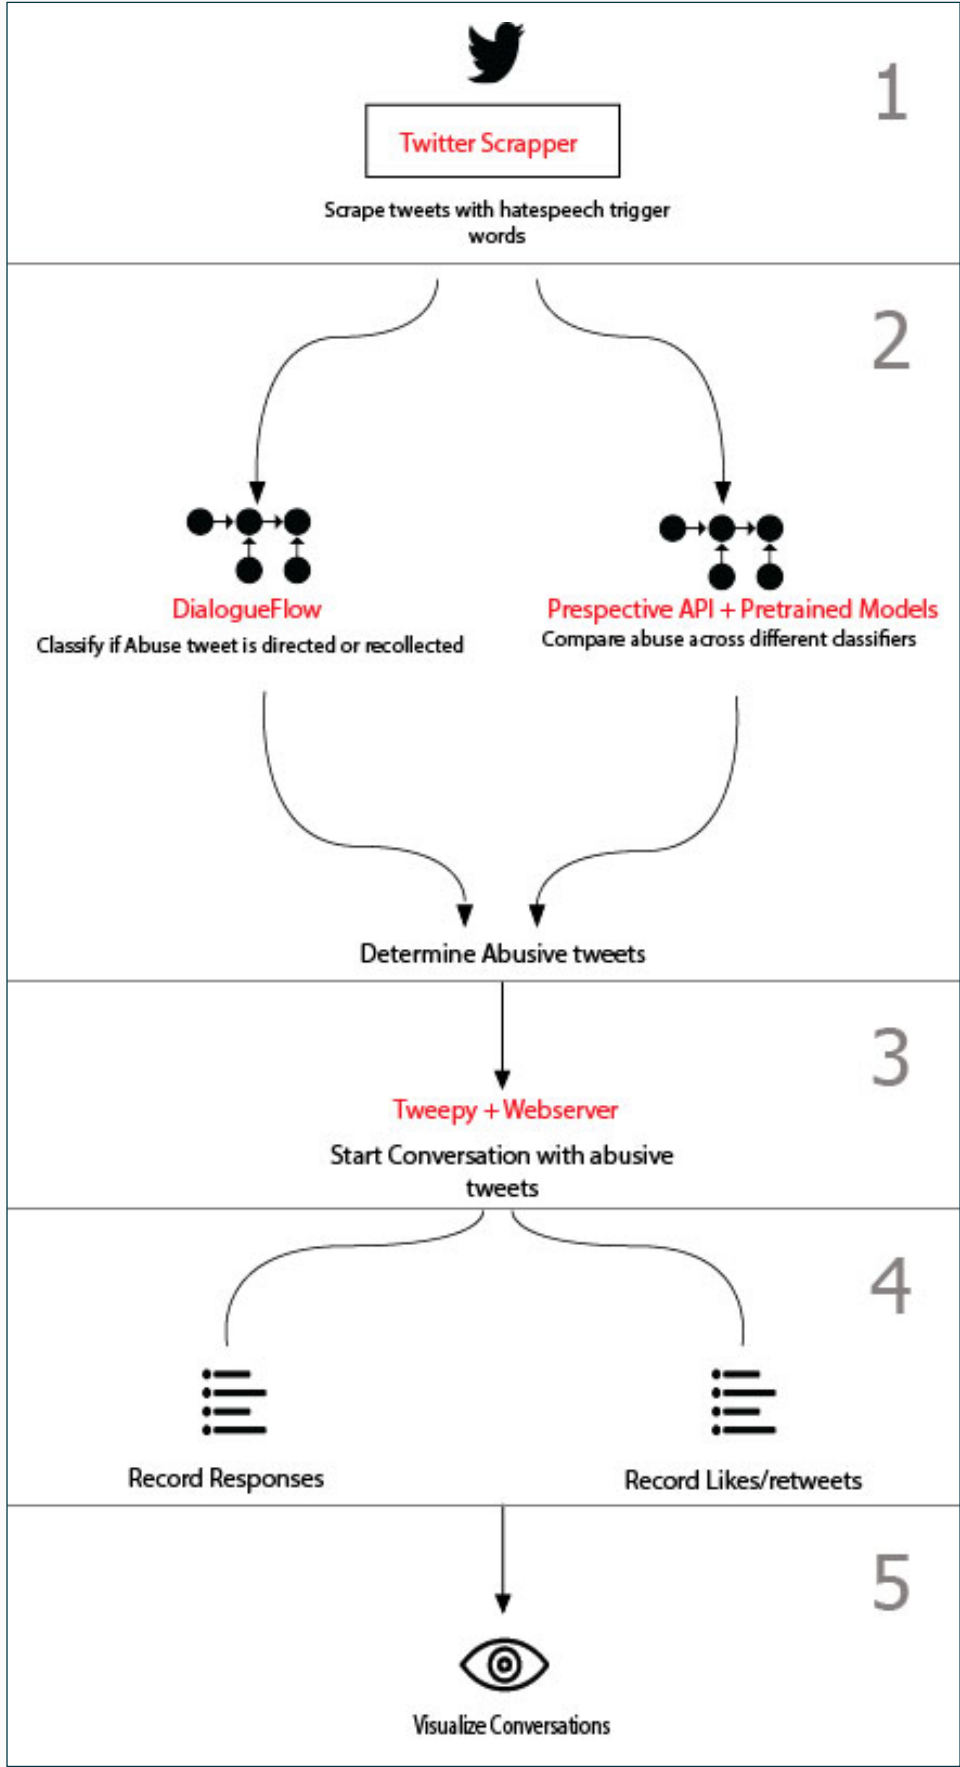 1
Twitter Scrapper
Scrape tweets with hatespeech trigger
words
2
DialogueFlow
Classify if Abuse tweet is directed or recollected
Prespective API + Pretrained Models
Compare abuse across different classifiers
Determine Abusive tweets
3
Tweepy + Webserver
Start Conversation with abusive
tweets
4
Record Responses
Record Likes/retweets
5
Visualize Conversations